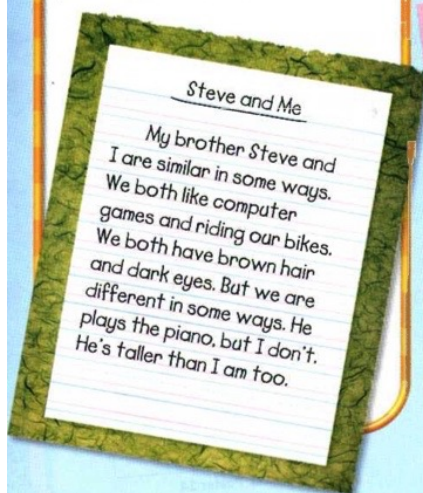 Steve and Me
My brother Steve and
I are similar in some ways.
We both like computer
games and riding our bikes.
We both have brown hair
and dark eyes. But we are
different in some ways. He
plays the piano, but I don't.
He's taller than I am too.